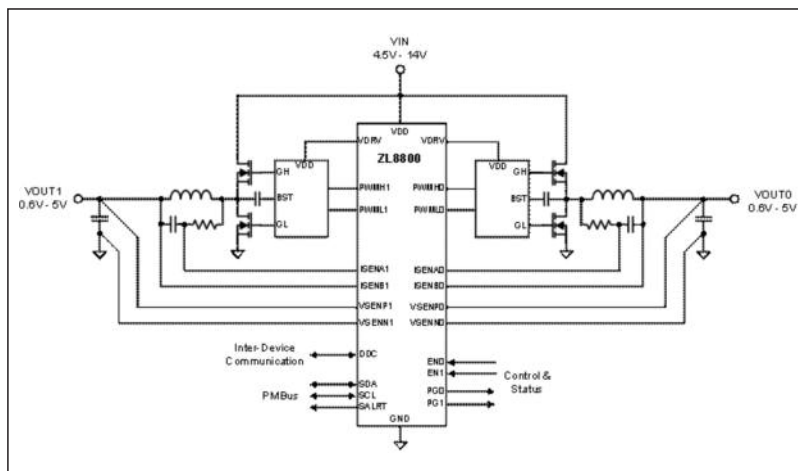 VIN
4.5V - 14V
VDD
VDRV
VDRV
ZL8800
VDD
VDD
GH
GH
PWMH1
PWMH0
VOUT1
0.6V - 5V
BST
BST
VOUT0
0.6V - 5V
PWML1
PWML0
GL
GL
ISENA1
ISENA0
ISENB1
ISENB0
VSENP1
VSENP0
VSENN1
VSENN0
Inter-Device
Communication
DDC
EN0
EN1
Control &
Status
PMBus
SDA
SCL
SALRT
PG0
PG1
GND